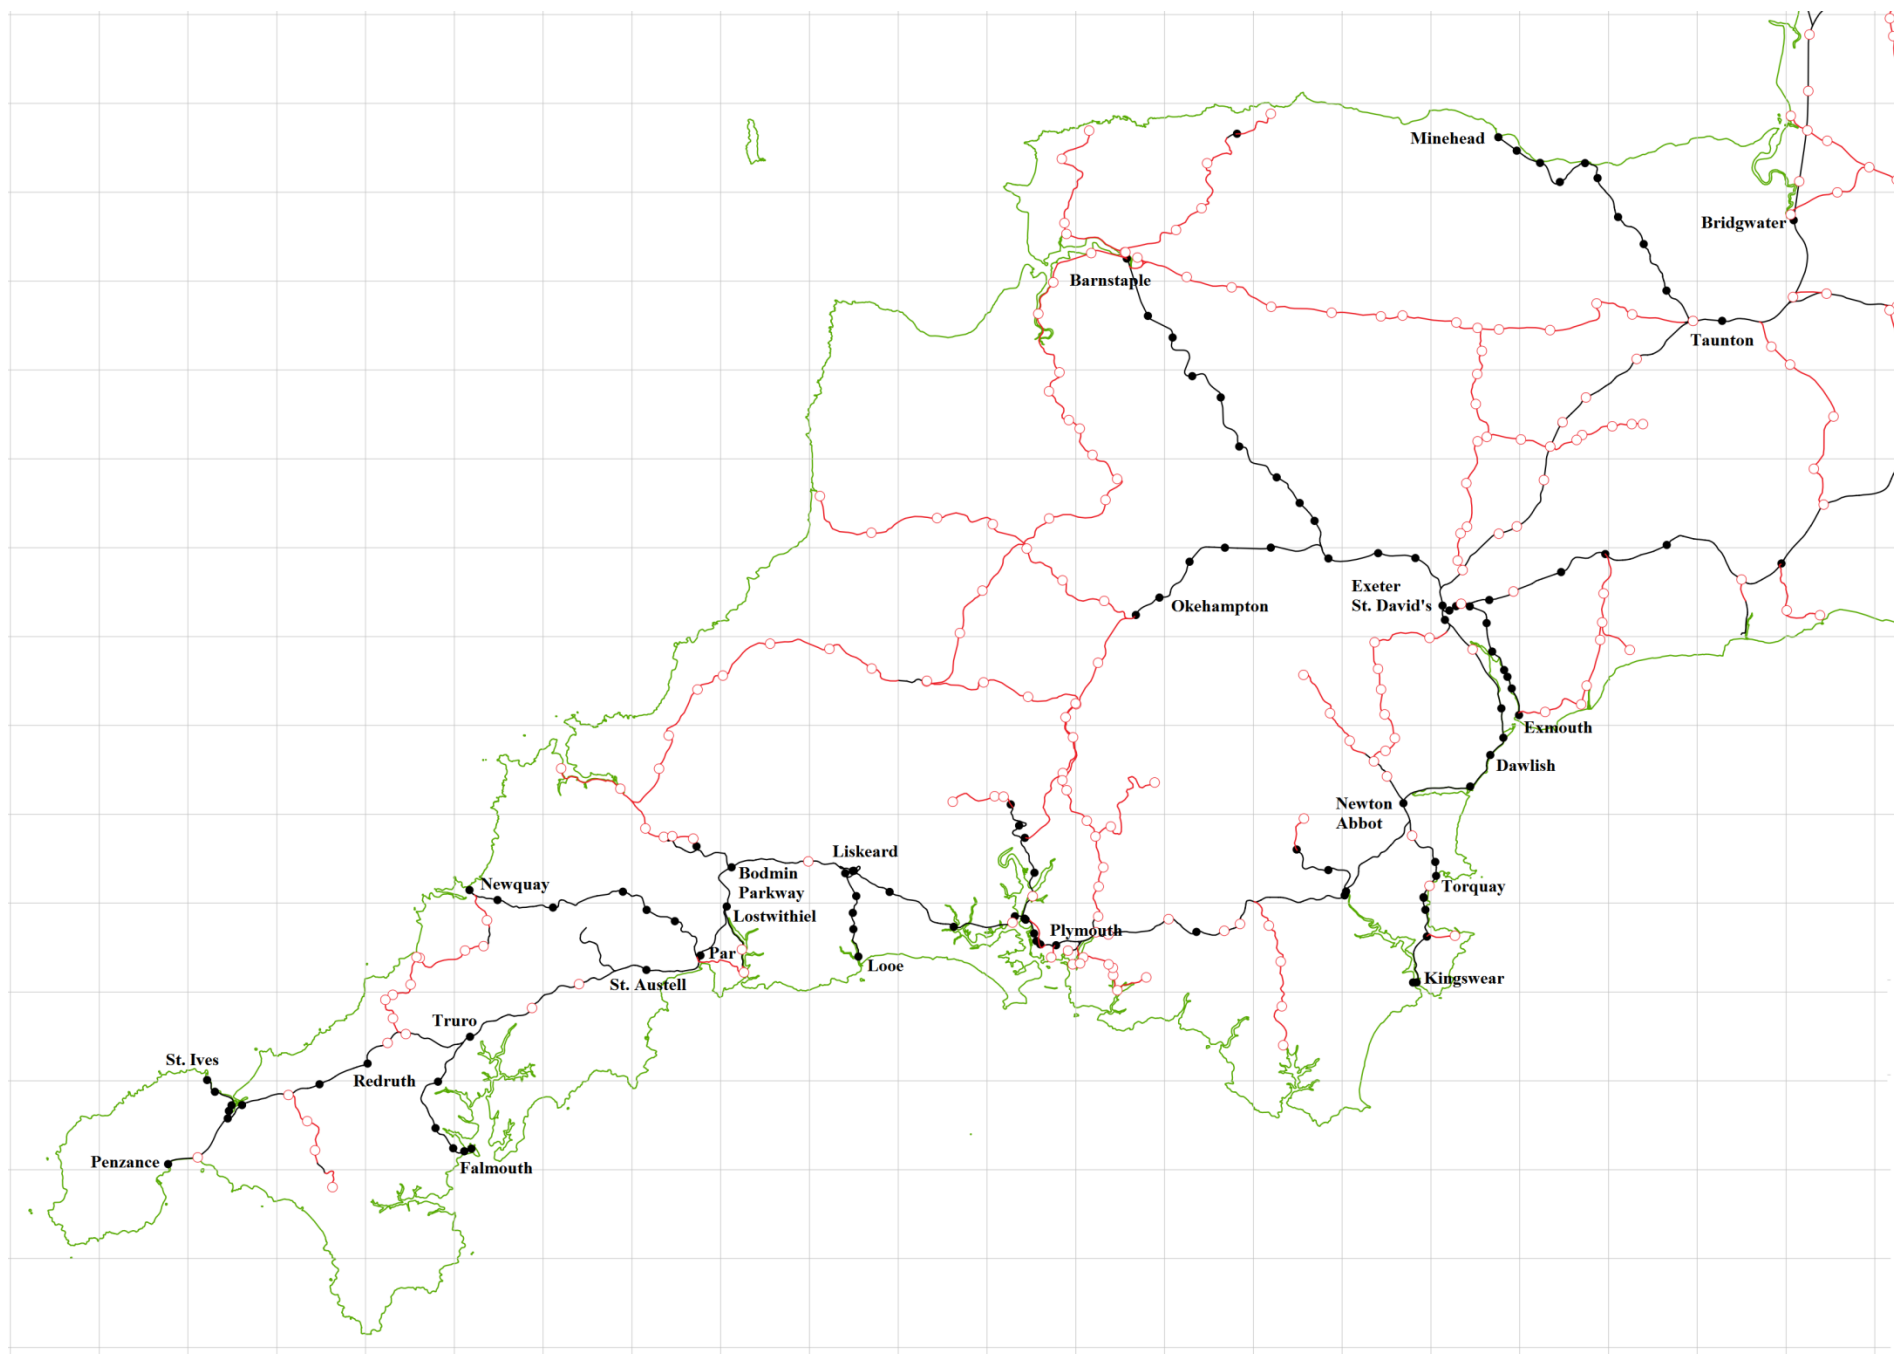 Minehead
Bridgwater
Barnstaple
Taunton
Exeter
St. David's
Okehampton
Exmouth
Dawlish
Newton
Abbot
Liskeard
Bodmin
Parkway
Newquay
Torquay
Lostwithiel
Plymouth
Par
Looe
St. Austell
Kingswear
Truro
St. Ives
Redruth
Penzance
Falmouth